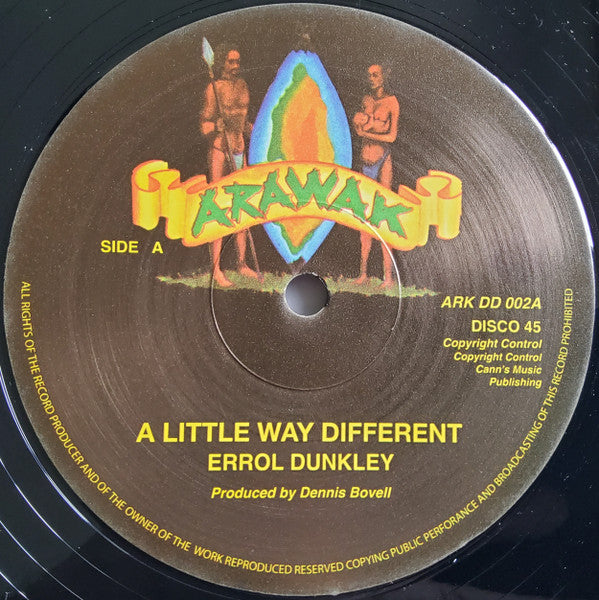 ARAWAK
SIDE A
ARK DD 002A
DISCO 45
Copyright Control
Copyright Control
Cann's Music
Publishing
A LITTLE WAY DIFFERENT
ERROL DUNKLEY
Produced by Dennis Bovell
ALL RIGHTS OF THE RECORD PRODUCER AND OF THE OWNER OF THE WORK REPRODUCED RESERVED COPYING PUBLIC PERFORANCE AND BROADCASTING OF THIS RECORD PROHIBITED